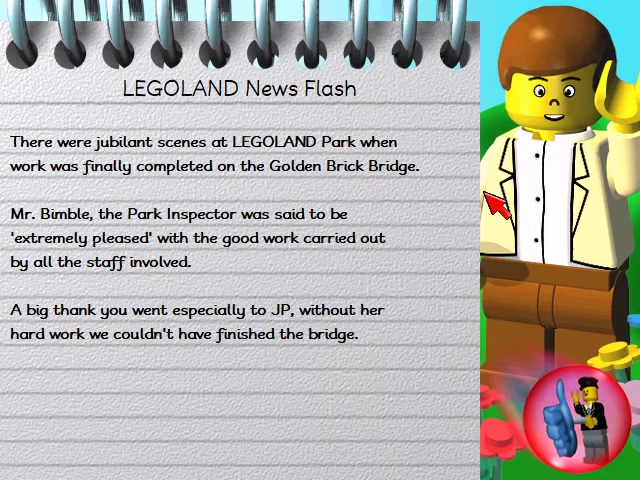 LEGOLAND News Flash
There were jubilant scenes at LEGOLAND Park when
work was finally completed on the Golden Brick Bridge.
Mr. Bimble, the Park Inspector was said to be
'extremely pleased' with the good work carried out
by all the staff involved.
A big thank you went especially to JP, without her
hard work we couldn't have finished the bridge.